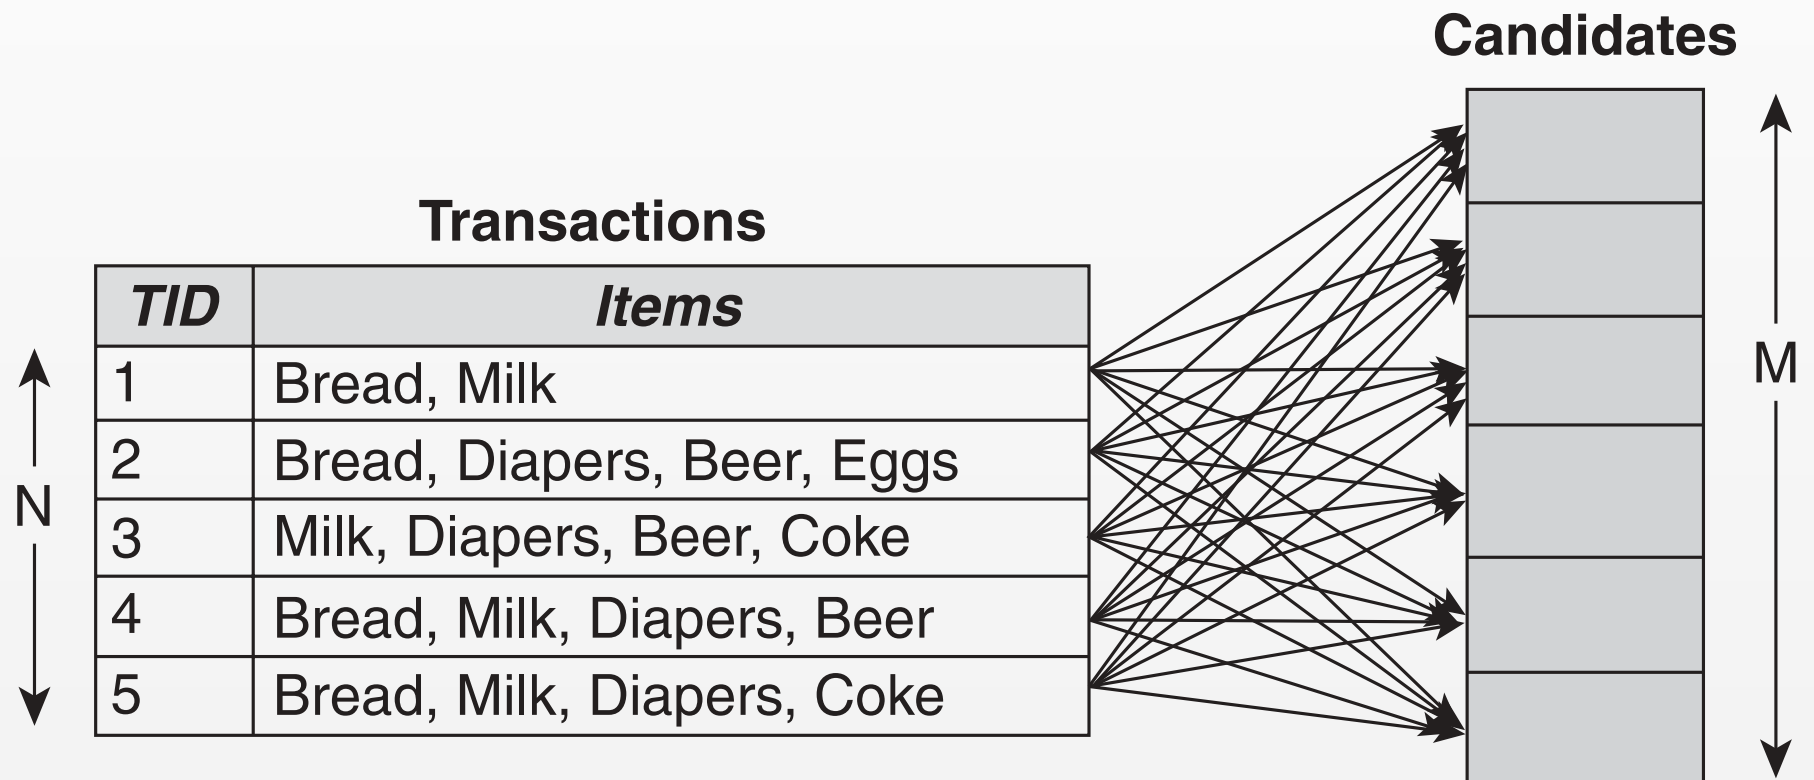 Candidates
Transactions
TID Items
1 Bread, Milk
2 Bread, Diapers, Beer, Eggs
3 Milk, Diapers, Beer, Coke
4 Bread, Milk, Diapers, Beer
5 Bread, Milk, Diapers, Coke
N
M